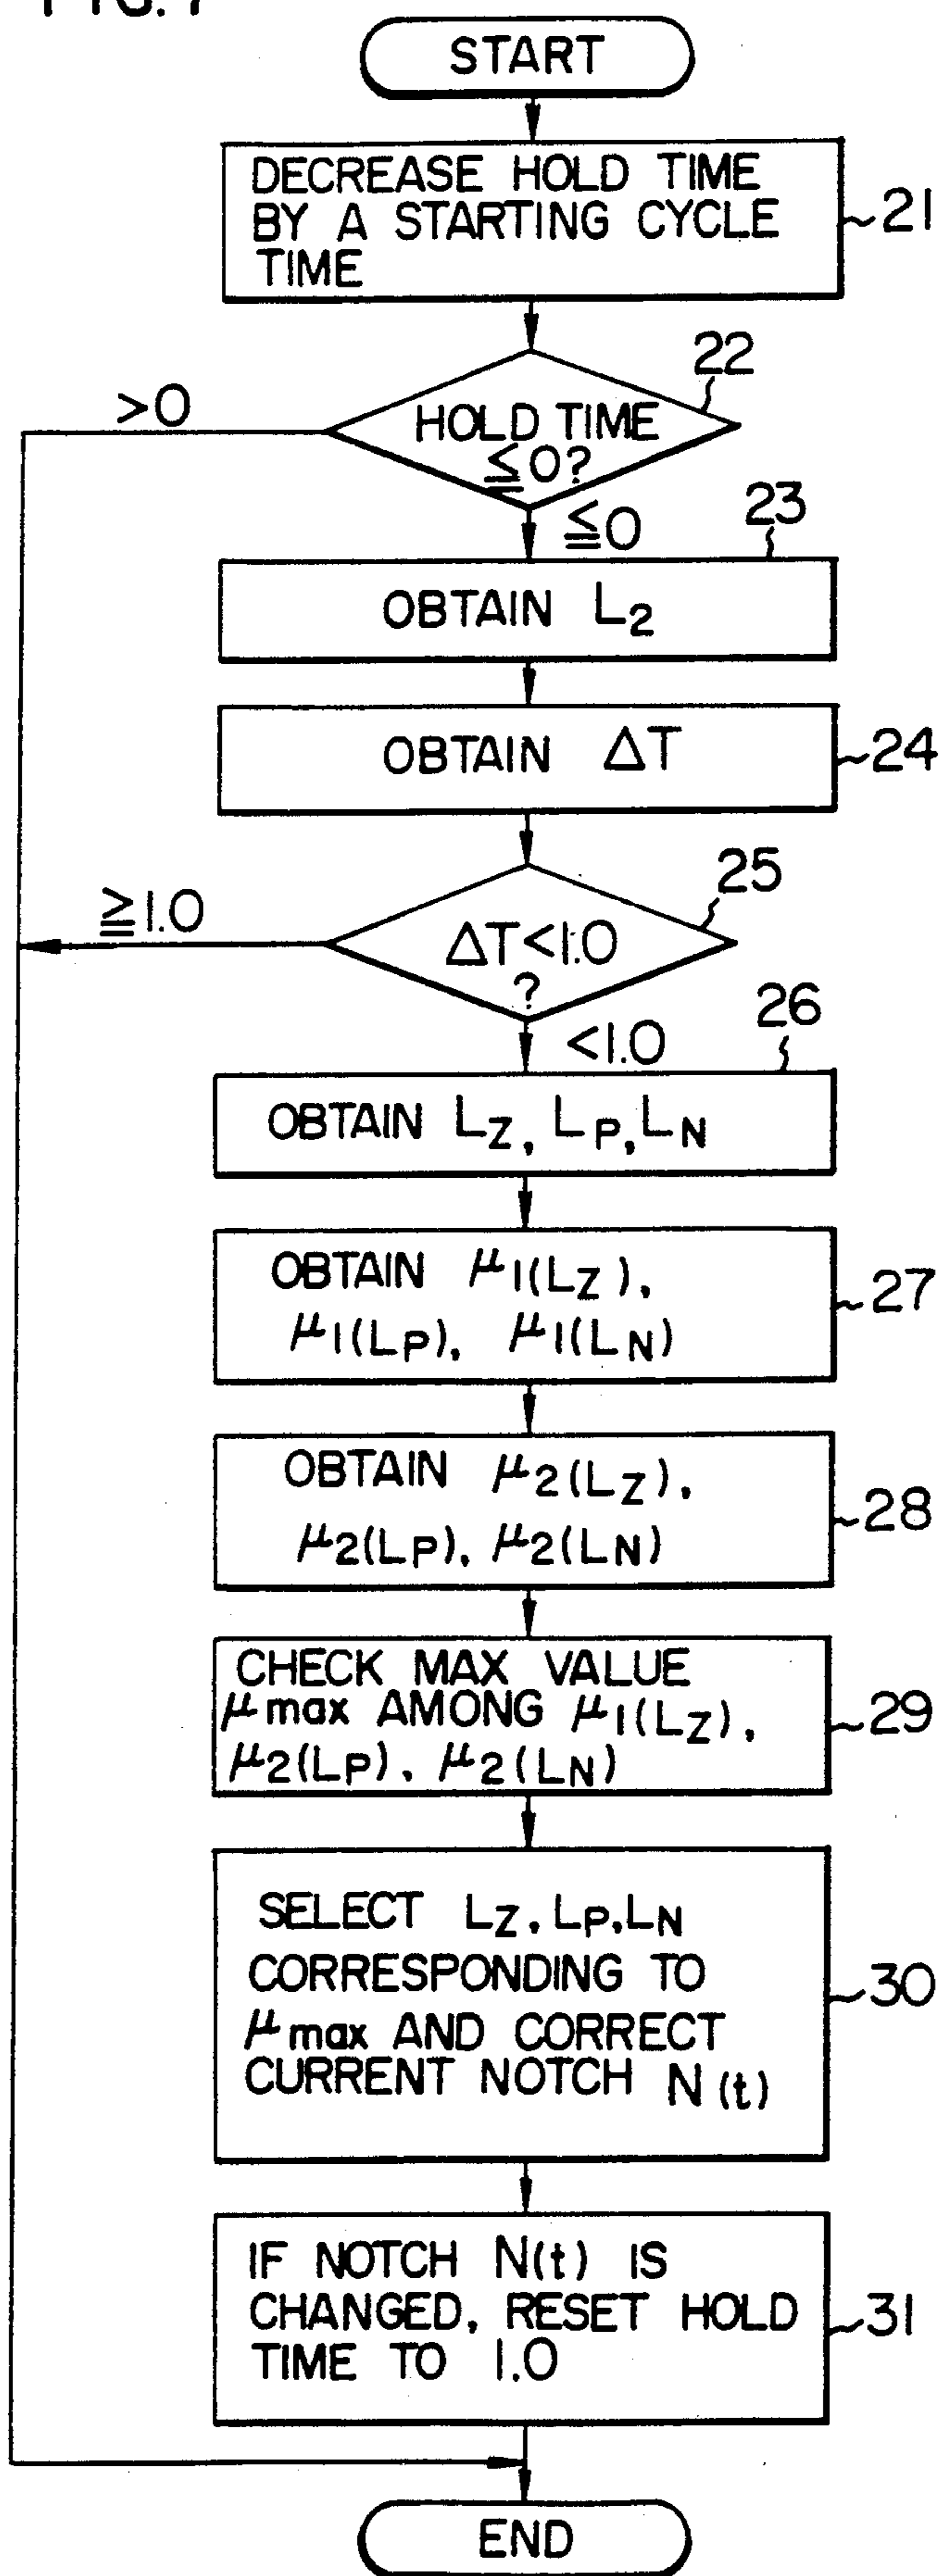 START
DECREASE HOLD TIME
BY A STARTING CYCLE
TIME
21
22
>0
HOLD TIME
≦0?
≦0
23
OBTAIN L2
OBTAIN ΔT
24
25
≧1.0
ΔT<1.0
?
<1.0
26
OBTAIN LZ, LP, LN
OBTAIN μ1(LZ),
μ1(LP), μ1(LN)
27
OBTAIN μ2(LZ),
μ2(LP), μ2(LN)
28
CHECK MAX VALUE
μmax AMONG μ1(LZ),
μ2(LP), μ2(LN)
29
SELECT LZ, LP, LN
CORRESPONDING TO
μmax AND CORRECT
CURRENT NOTCH N(t)
30
IF NOTCH N(t) IS
CHANGED, RESET HOLD
TIME TO 1.0
31
END